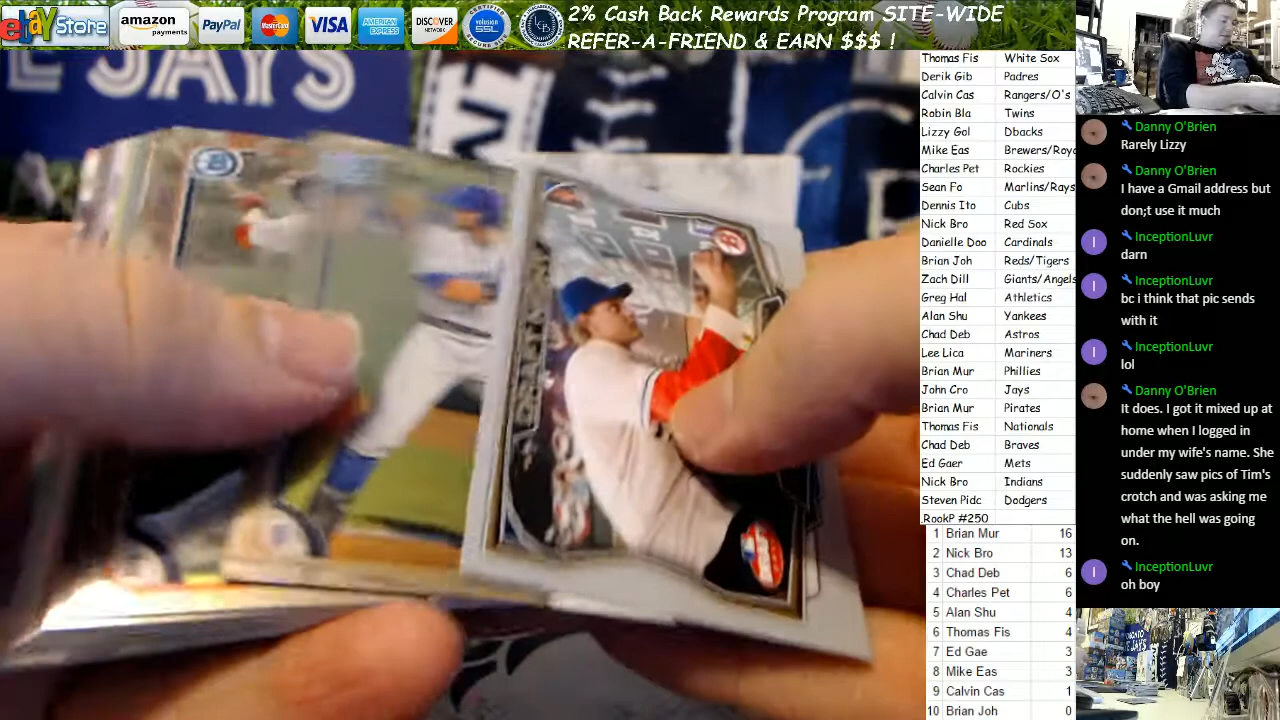 ebay Store
amazon payments
PayPal
MasterCard
VISA
AMERICAN EXPRESS
DISCOVER NETWORK
volusion SSL
2% Cash Back Rewards Program SITE-WIDE
REFER-A-FRIEND & EARN $$$ !
E JAYS
Thomas Fis White Sox
Derik Gib Padres
Calvin Cas Rangers/O's
Robin Bla Twins
Lizzy Gol Dbacks
Mike Eas Brewers/Roya
Charles Pet Rockies
Sean Fo Marlins/Rays
Dennis Ito Cubs
Nick Bro Red Sox
Danielle Doo Cardinals
Brian Joh Reds/Tigers
Zach Dill Giants/Angels
Greg Hal Athletics
Alan Shu Yankees
Chad Deb Astros
Lee Lica Mariners
Brian Mur Phillies
John Cro Jays
Brian Mur Pirates
Thomas Fis Nationals
Chad Deb Braves
Ed Gaer Mets
Nick Bro Indians
Steven Pidc Dodgers
.RookP #250
1 Brian Mur 16
2 Nick Bro 13
3 Chad Deb 6
4 Charles Pet 6
5 Alan Shu 4
6 Thomas Fis 4
7 Ed Gae 3
8 Mike Eas 3
9 Calvin Cas 1
10 Brian Joh 0
Danny O'Brien
Rarely Lizzy
Danny O'Brien
I have a Gmail address but
don;t use it much
I InceptionLuvr
darn
I InceptionLuvr
bc i think that pic sends
with it
I InceptionLuvr
lol
Danny O'Brien
It does. I got it mixed up at
home when I logged in
under my wife's name. She
suddenly saw pics of Tim's
crotch and was asking me
what the hell was going
on.
I InceptionLuvr
oh boy